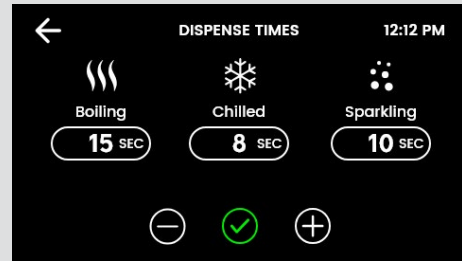 DISPENSE TIMES 12:12 PM
Boiling Chilled Sparkling
15 SEC 8 SEC 10 SEC